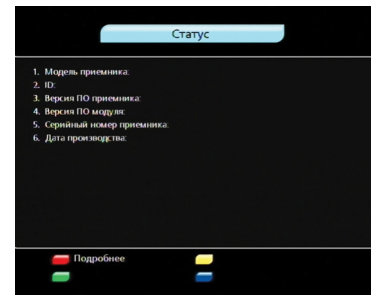 Статус
1. Модель приемника:
2. ID:
3. Версия ПО приемника:
4. Версия ПО модуля:
5. Серийный номер приемника:
6. Дата производства:
Подробнее